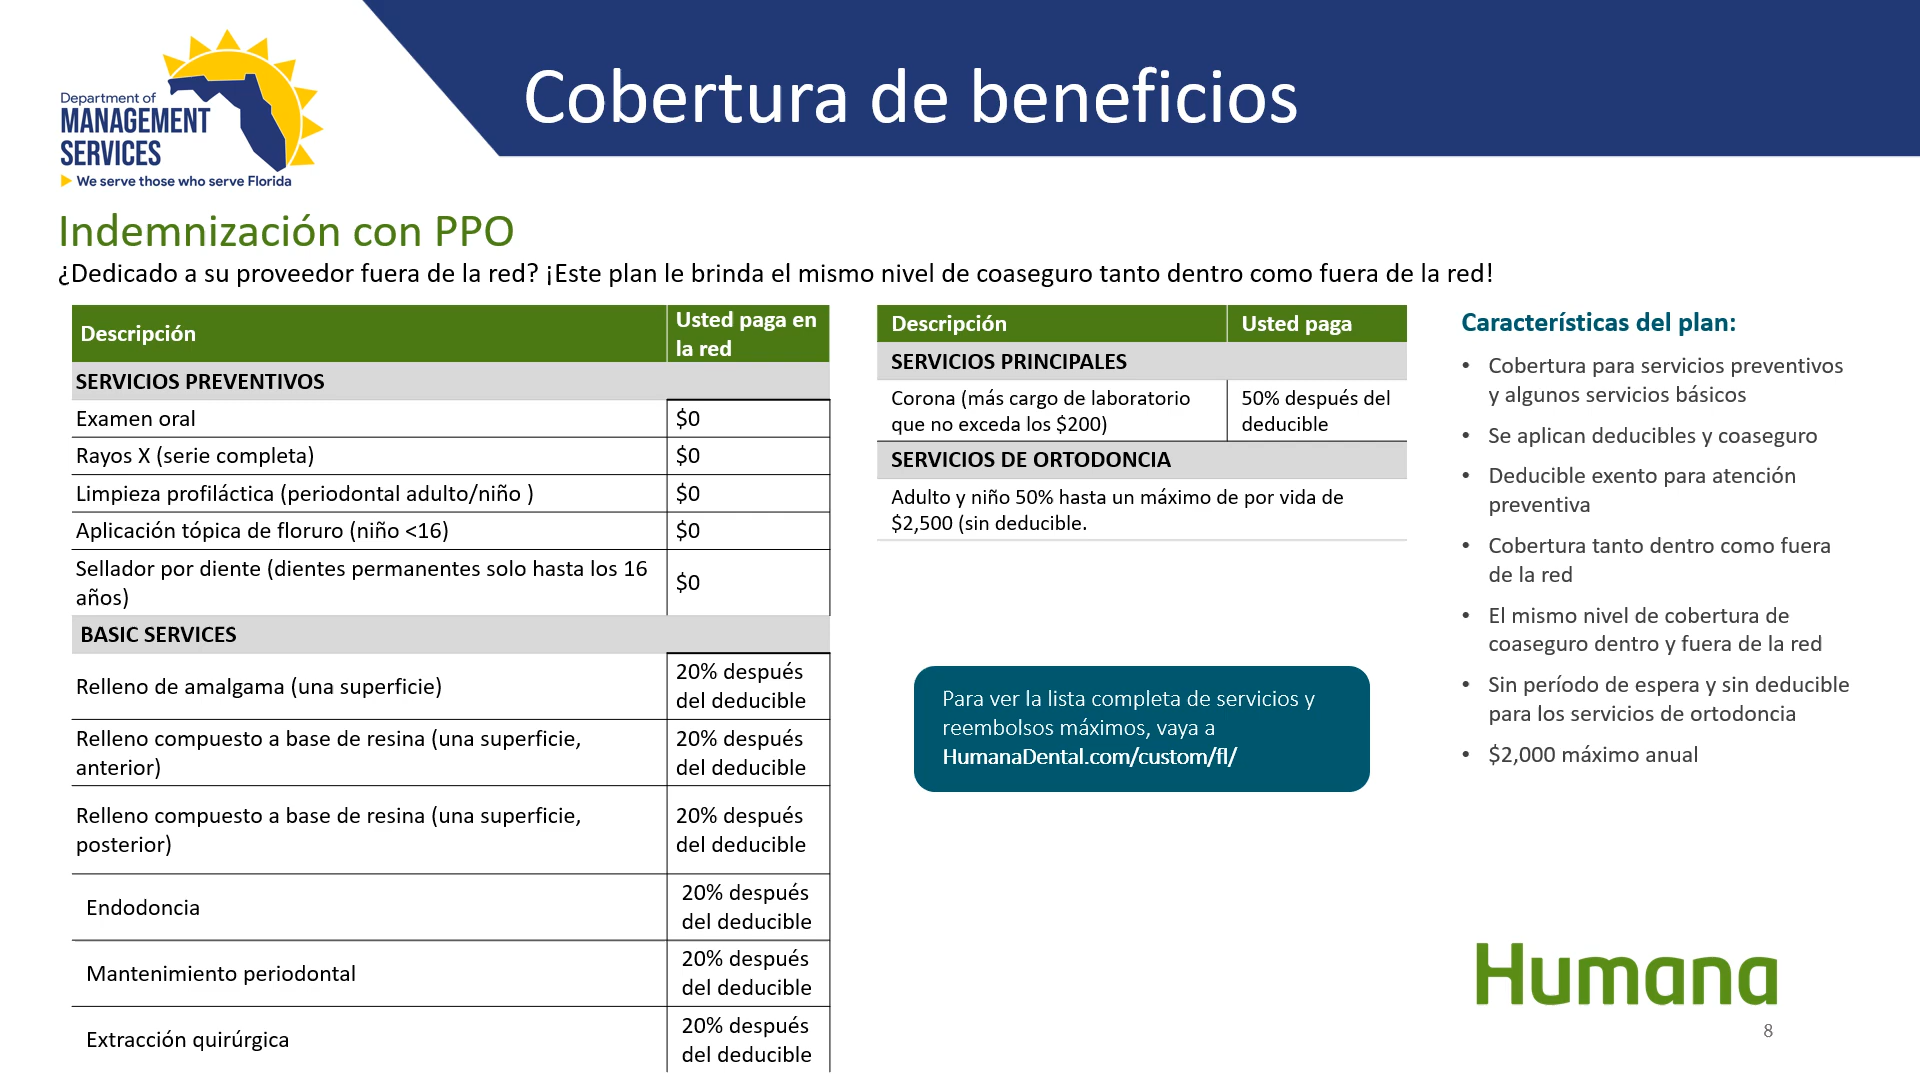 Department of
MANAGEMENT
SERVICES
We serve those who serve Florida
Cobertura de beneficios
Indemnización con PPO
¿Dedicado a su proveedor fuera de la red? ¡Este plan le brinda el mismo nivel de coaseguro tanto dentro como fuera de la red!
Descripción
Usted paga en
la red
SERVICIOS PREVENTIVOS
Examen oral
$0
Rayos X (serie completa)
$0
Limpieza profiláctica (periodontal adulto/niño )
$0
Aplicación tópica de floruro (niño <16)
$0
Sellador por diente (dientes permanentes solo hasta los 16
años)
$0
BASIC SERVICES
Relleno de amalgama (una superficie)
20% después
del deducible
Relleno compuesto a base de resina (una superficie,
anterior)
20% después
del deducible
Relleno compuesto a base de resina (una superficie,
posterior)
20% después
del deducible
Endodoncia
20% después
del deducible
Mantenimiento periodontal
20% después
del deducible
Extracción quirúrgica
20% después
del deducible
Descripción
Usted paga
SERVICIOS PRINCIPALES
Corona (más cargo de laboratorio
que no exceda los $200)
50% después del
deducible
SERVICIOS DE ORTODONCIA
Adulto y niño 50% hasta un máximo de por vida de
$2,500 (sin deducible.
Para ver la lista completa de servicios y
reembolsos máximos, vaya a
HumanaDental.com/custom/fl/
Características del plan:
• Cobertura para servicios preventivos
y algunos servicios básicos
• Se aplican deducibles y coaseguro
• Deducible exento para atención
preventiva
• Cobertura tanto dentro como fuera
de la red
• El mismo nivel de cobertura de
coaseguro dentro y fuera de la red
• Sin período de espera y sin deducible
para los servicios de ortodoncia
• $2,000 máximo anual
Humana
8